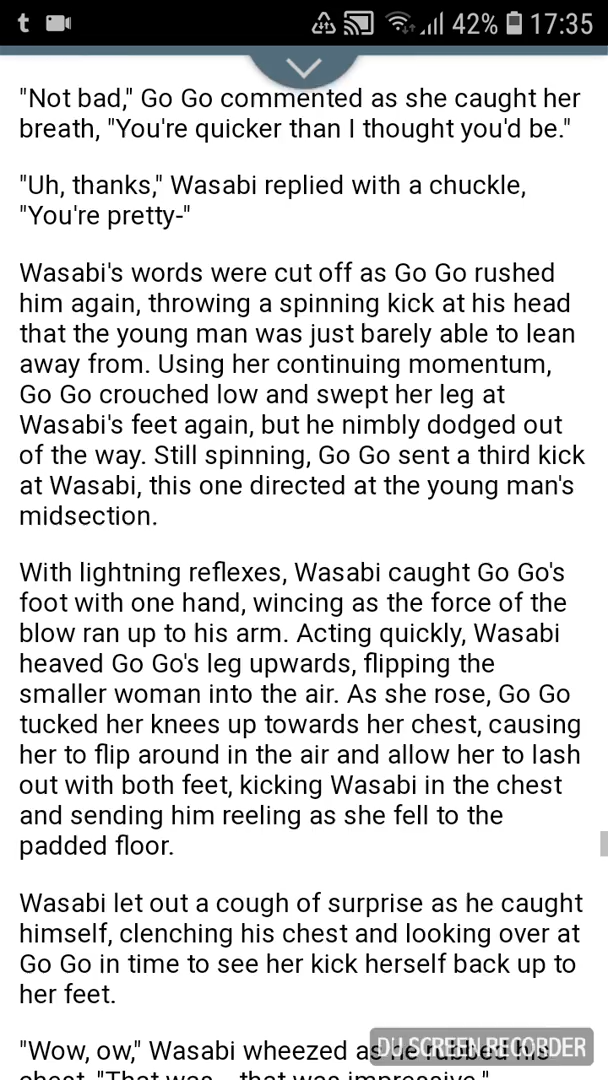 t 42% 17:35
"Not bad," Go Go commented as she caught her
breath, "You're quicker than I thought you'd be."
"Uh, thanks," Wasabi replied with a chuckle,
"You're pretty-"
Wasabi's words were cut off as Go Go rushed
him again, throwing a spinning kick at his head
that the young man was just barely able to lean
away from. Using her continuing momentum,
Go Go crouched low and swept her leg at
Wasabi's feet again, but he nimbly dodged out
of the way. Still spinning, Go Go sent a third kick
at Wasabi, this one directed at the young man's
midsection.
With lightning reflexes, Wasabi caught Go Go's
foot with one hand, wincing as the force of the
blow ran up to his arm. Acting quickly, Wasabi
heaved Go Go's leg upwards, flipping the
smaller woman into the air. As she rose, Go Go
tucked her knees up towards her chest, causing
her to flip around in the air and allow her to lash
out with both feet, kicking Wasabi in the chest
and sending him reeling as she fell to the
padded floor.
Wasabi let out a cough of surprise as he caught
himself, clenching his chest and looking over at
Go Go in time to see her kick herself back up to
her feet.
"Wow, ow," Wasabi wheezed as he rubbed his
DU SCREEN RECORDER
chest, "That was... that was impressive."